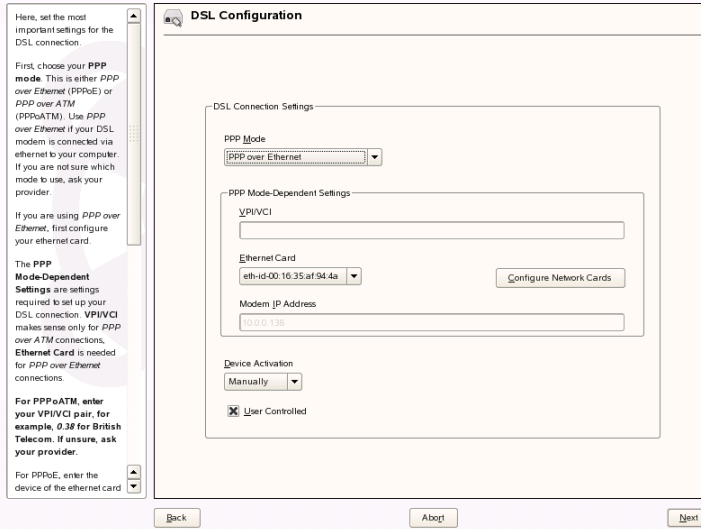 Here, set the most
important settings for the
DSL connection.
First, choose your PPP
mode. This is either PPP
over Ethernet (PPPoE) or
PPP over ATM
(PPPoATM). Use PPP
over Ethernet if your DSL
modem is connected via
ethernet to your computer.
If you are not sure which
mode to use, ask your
provider.
If you are using PPP over
Ethernet, first configure
your ethernet card.
The PPP
Mode-Dependent
Settings are settings
required to set up your
DSL connection. VPI/VCI
makes sense only for PPP
over ATM connections,
Ethernet Card is needed
for PPP over Ethernet
connections.
For PPPoATM, enter
your VPI/VCI pair, for
example, 0.38 for British
Telecom. If unsure, ask
your provider.
For PPPoE, enter the
device of the ethernet card
DSL Configuration
DSL Connection Settings
PPP Mode
PPP over Ethernet
PPP Mode-Dependent Settings
VPI/VCI
Ethernet Card
eth-id-00:16:35:af:94:4a
Configure Network Cards
Modem IP Address
10.0.0.138
Device Activation
Manually
User Controlled
Back
Abort
Next